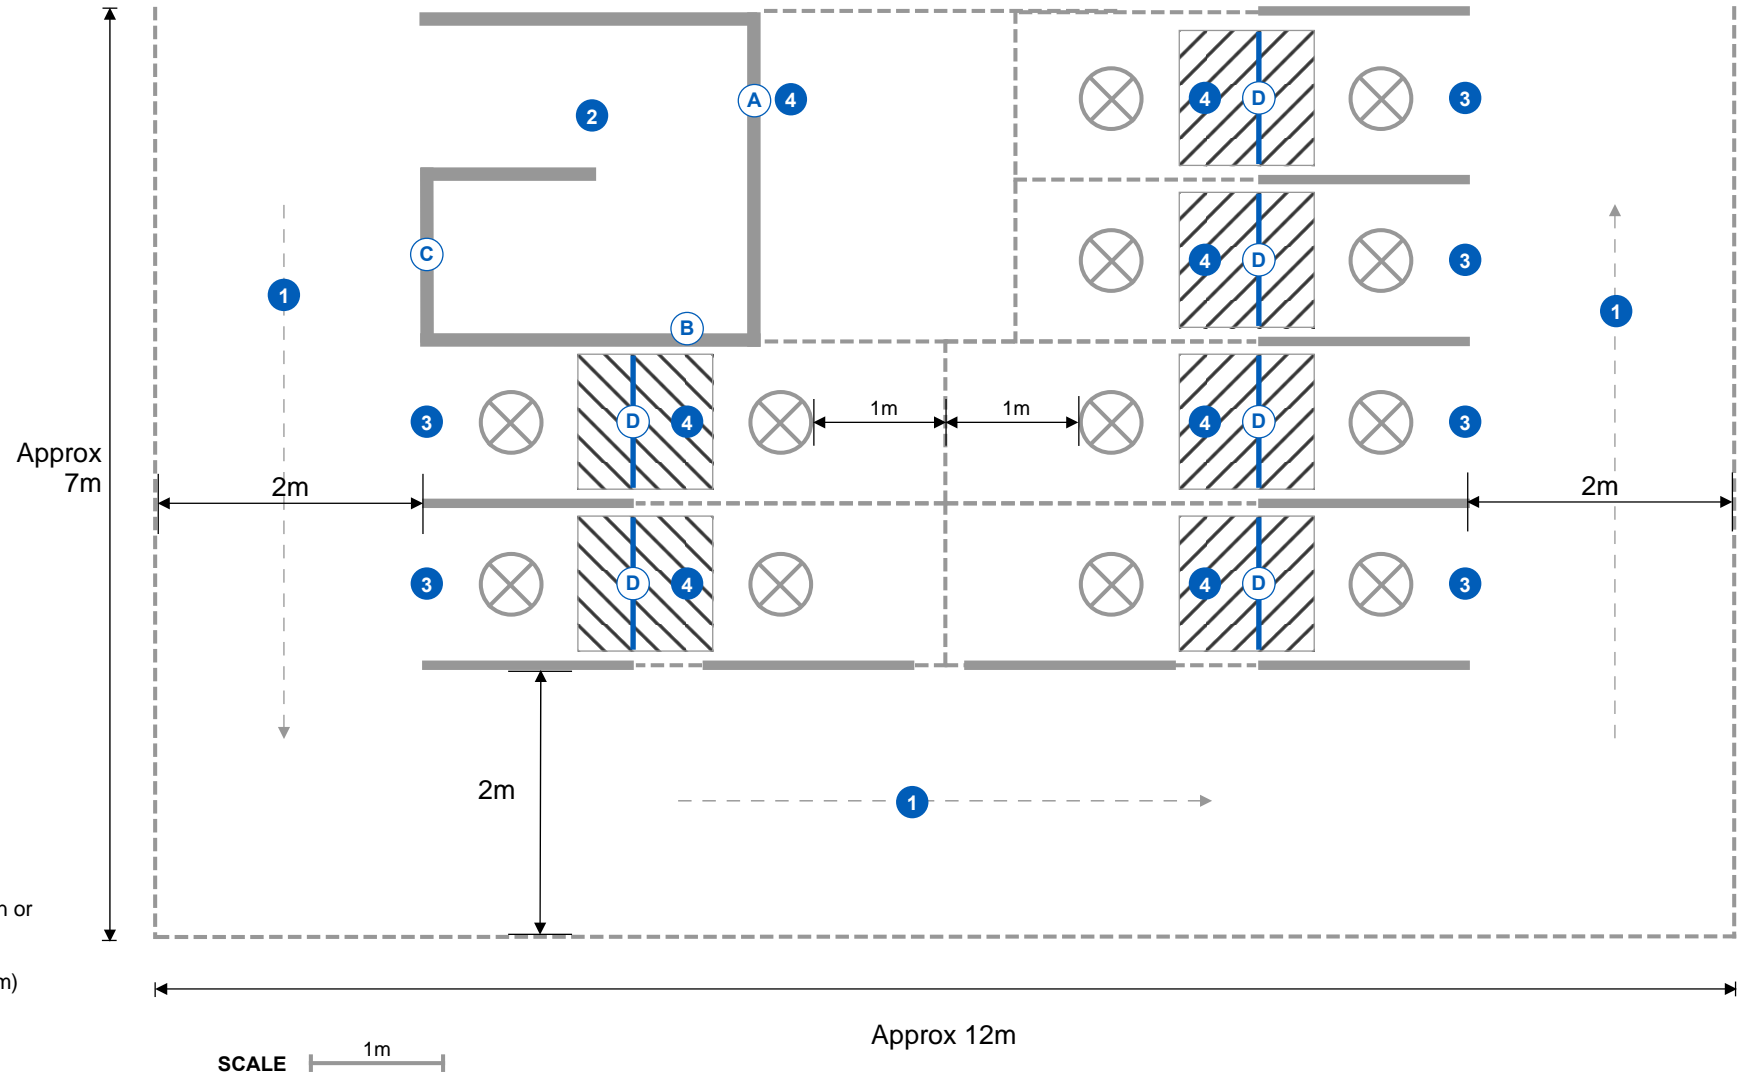 A 4
4 D 3
2
C
4 D 3
1
1
B
3 D 4 1m 1m 4 D 3
Approx
7m
2m
2m
3 D 4 4 D 3
2m
1
n or
m)
Approx 12m
SCALE 1m